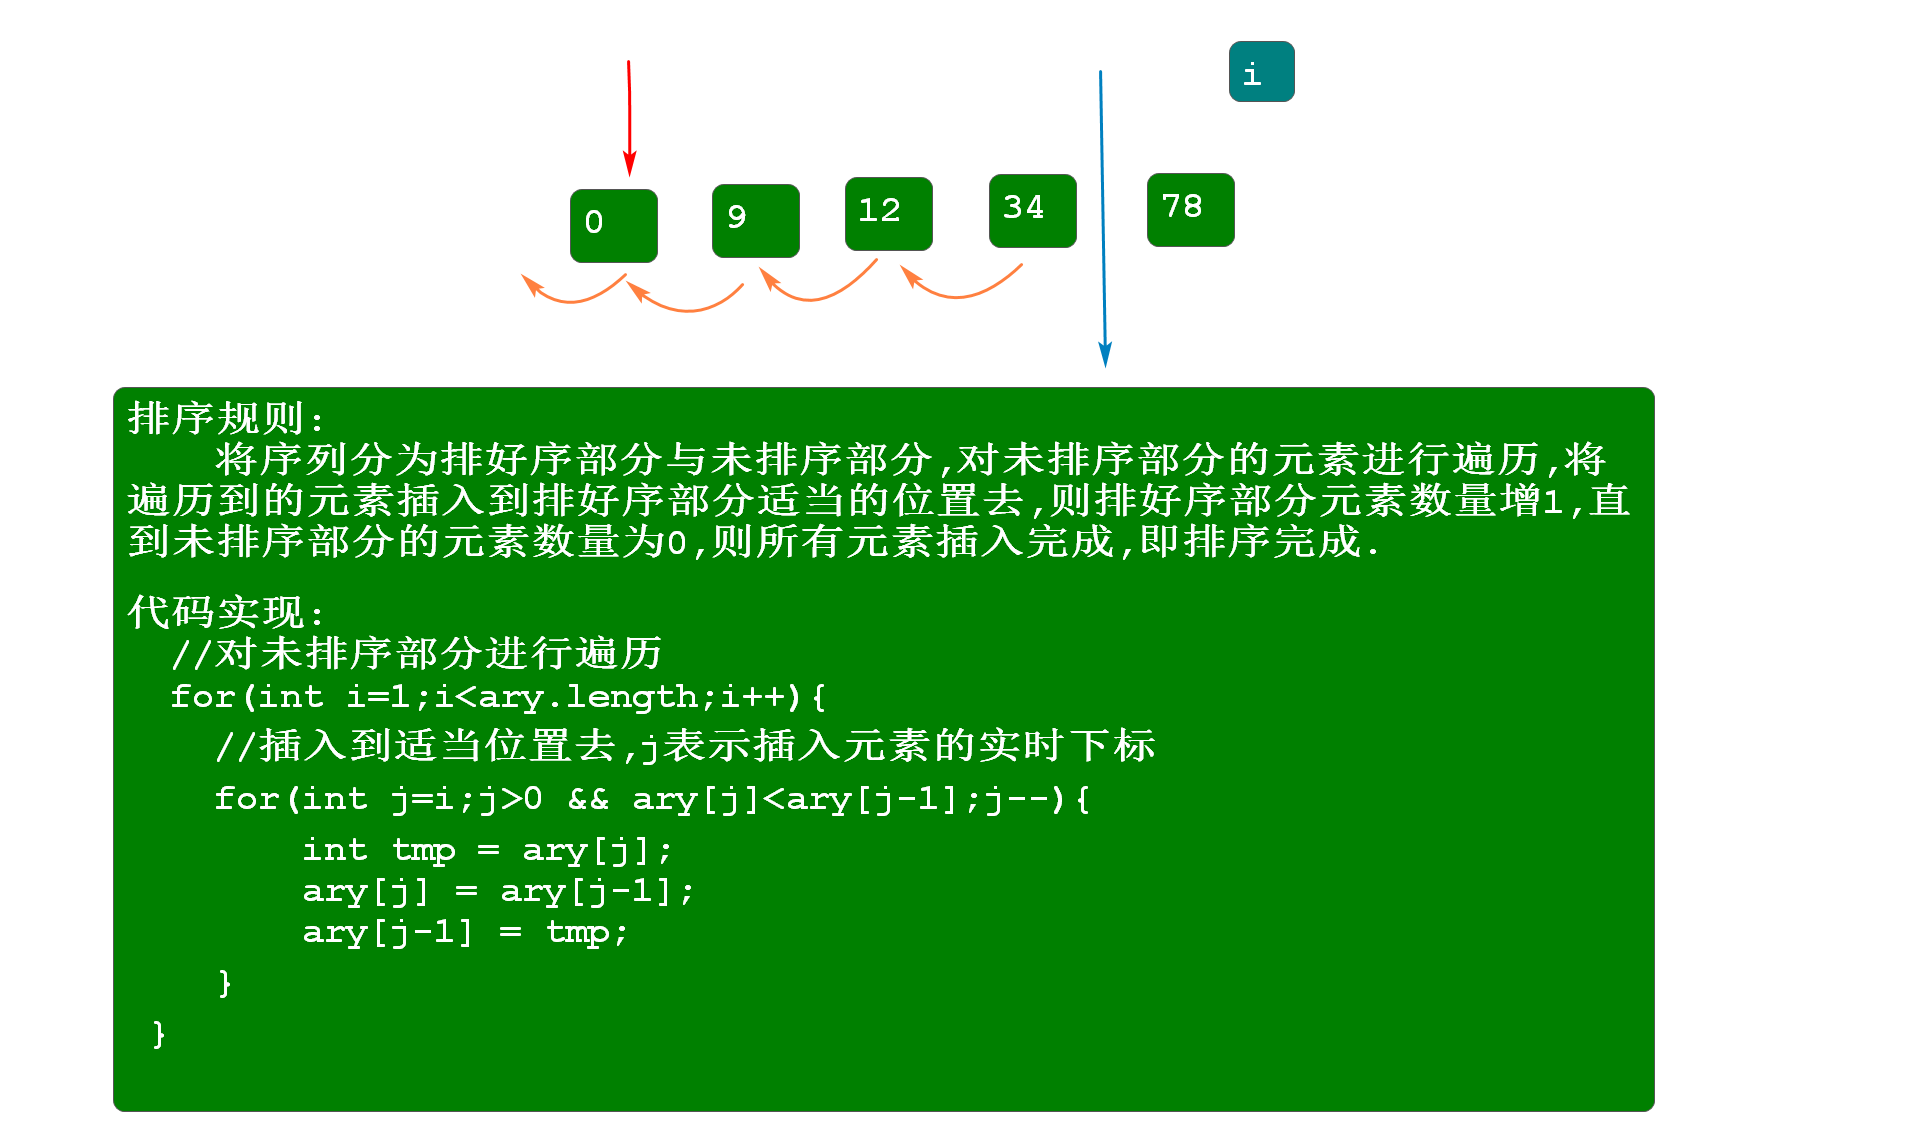 i
0 9 12 34 78
排序规则:
将序列分为排好序部分与未排序部分,对未排序部分的元素进行遍历,将
遍历到的元素插入到排好序部分适当的位置去,则排好序部分元素数量增1,直
到未排序部分的元素数量为0,则所有元素插入完成,即排序完成.
代码实现:
//对未排序部分进行遍历
for(int i=1;i<ary.length;i++){
//插入到适当位置去,j表示插入元素的实时下标
for(int j=i;j>0 && ary[j]<ary[j-1];j--){
int tmp = ary[j];
ary[j] = ary[j-1];
ary[j-1] = tmp;
}
}